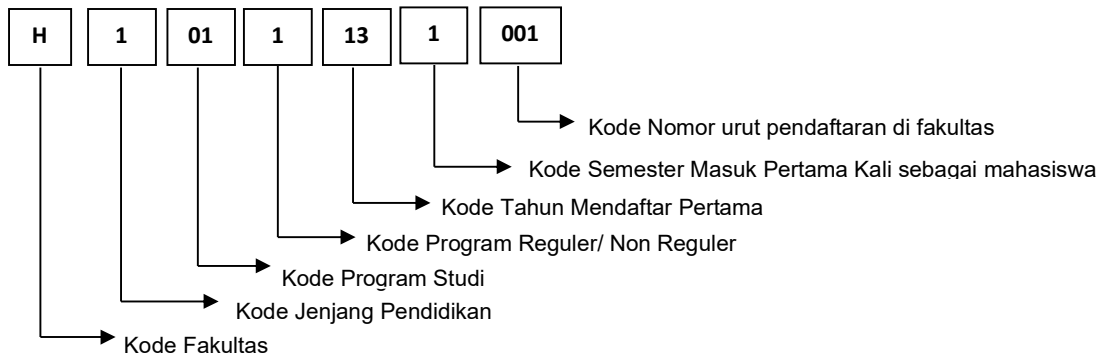 H 1 01 1 13 1 001
Kode Nomor urut pendaftaran di fakultas
Kode Semester Masuk Pertama Kali sebagai mahasiswa
Kode Tahun Mendaftar Pertama
Kode Program Reguler/ Non Reguler
Kode Program Studi
Kode Jenjang Pendidikan
Kode Fakultas